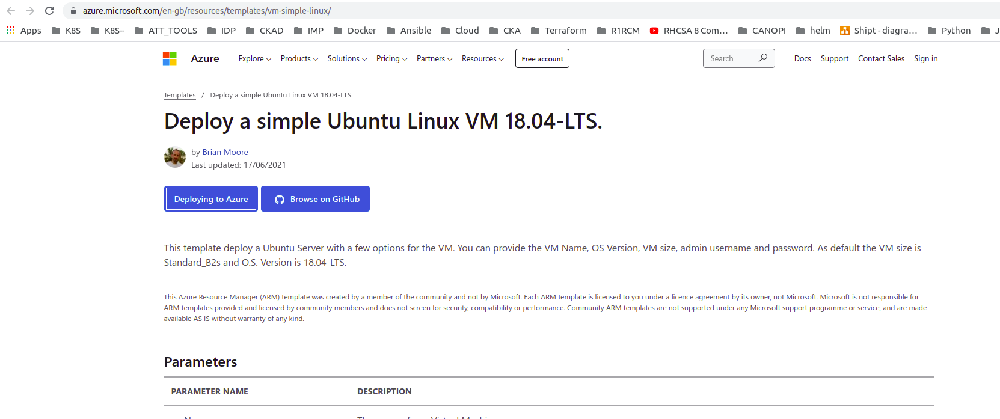 azure.microsoft.com/en-gb/resources/templates/vm-simple-linux/
Apps K8S K8S-- ATT_TOOLS IDP CKAD IMP Docker Ansible Cloud CKA Terraform R1RCM RHCSA 8 Com... CANOPI helm Shipt - diagra... Python J
Azure Explore Products Solutions Pricing Partners Resources Free account Search Docs Support Contact Sales Sign in
Templates / Deploy a simple Ubuntu Linux VM 18.04-LTS.
Deploy a simple Ubuntu Linux VM 18.04-LTS.
by Brian Moore
Last updated: 17/06/2021
Deploying to Azure Browse on GitHub
This template deploy a Ubuntu Server with a few options for the VM. You can provide the VM Name, OS Version, VM size, admin username and password. As default the VM size is
Standard_B2s and O.S. Version is 18.04-LTS.
This Azure Resource Manager (ARM) template was created by a member of the community and not by Microsoft. Each ARM template is licensed to you under a licence agreement by its owner, not Microsoft. Microsoft is not responsible for
ARM templates provided and licensed by community members and does not screen for security, compatibility or performance. Community ARM templates are not supported under any Microsoft support programme or service, and are made
available AS IS without warranty of any kind.
Parameters
PARAMETER NAME DESCRIPTION